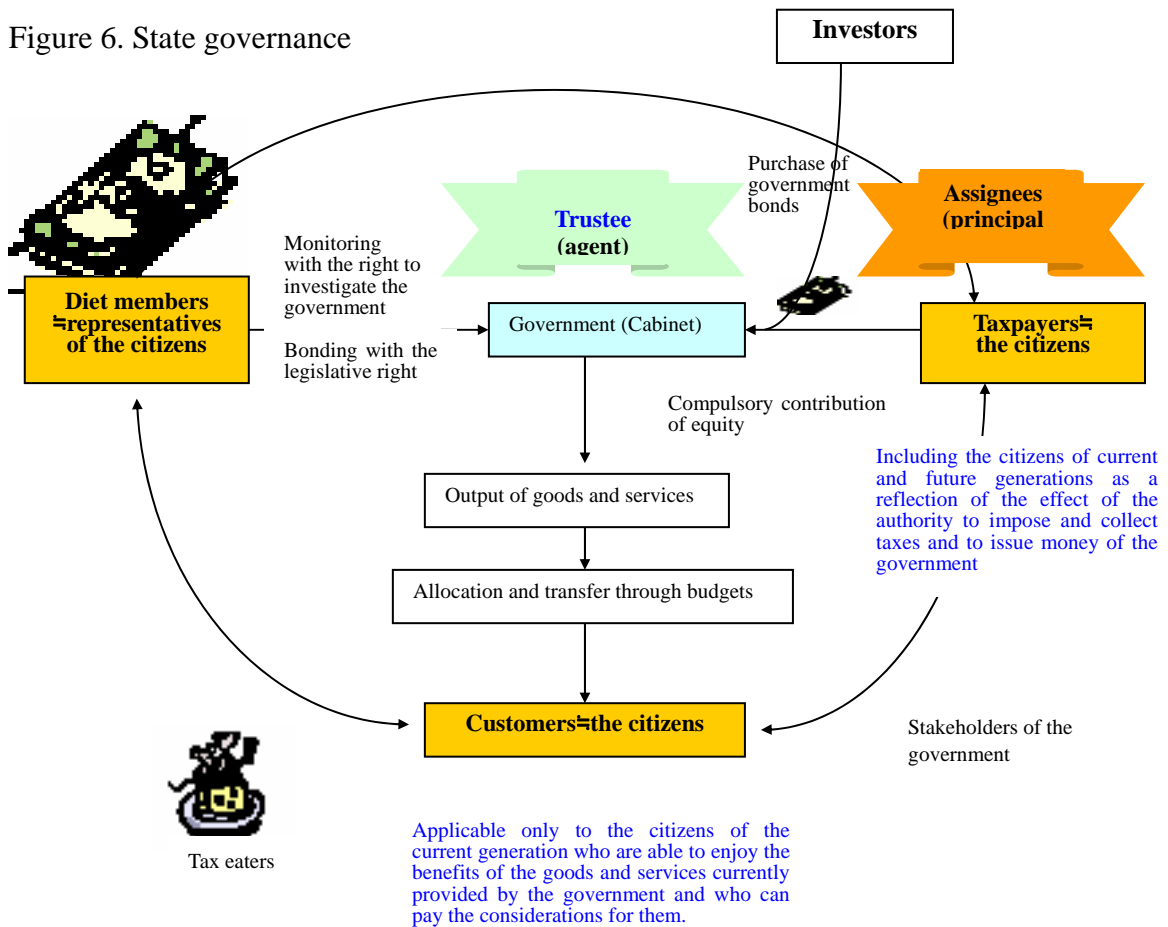 Figure 6. State governance
Investors
Purchase of
government
bonds
Trustee
(agent)
Assignees
(principal
Monitoring
with the right to
investigate the
government
Bonding with the
legislative right
Diet members
≒representatives
of the citizens
Government (Cabinet)
Taxpayers≒
the citizens
Compulsory contribution
of equity
Including the citizens of current
and future generations as a
reflection of the effect of the
authority to impose and collect
taxes and to issue money of the
government
Output of goods and services
Allocation and transfer through budgets
Customers≒the citizens
Stakeholders of the
government
Tax eaters
Applicable only to the citizens of the
current generation who are able to enjoy the
benefits of the goods and services currently
provided by the government and who can
pay the considerations for them.